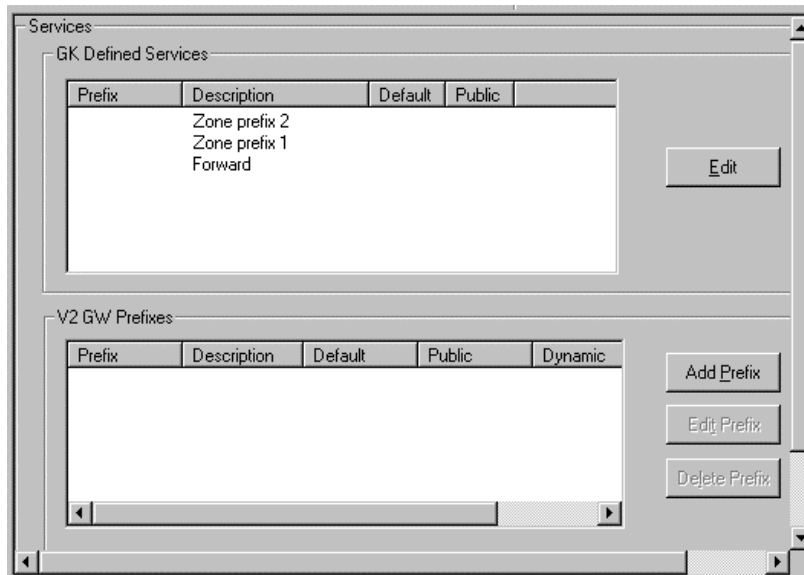 Services
GK Defined Services
Prefix Description Default Public
Zone prefix 2
Zone prefix 1
Forward
Edit
V2 GW Prefixes
Prefix Description Default Public Dynamic
Add Prefix
Edit Prefix
Delete Prefix